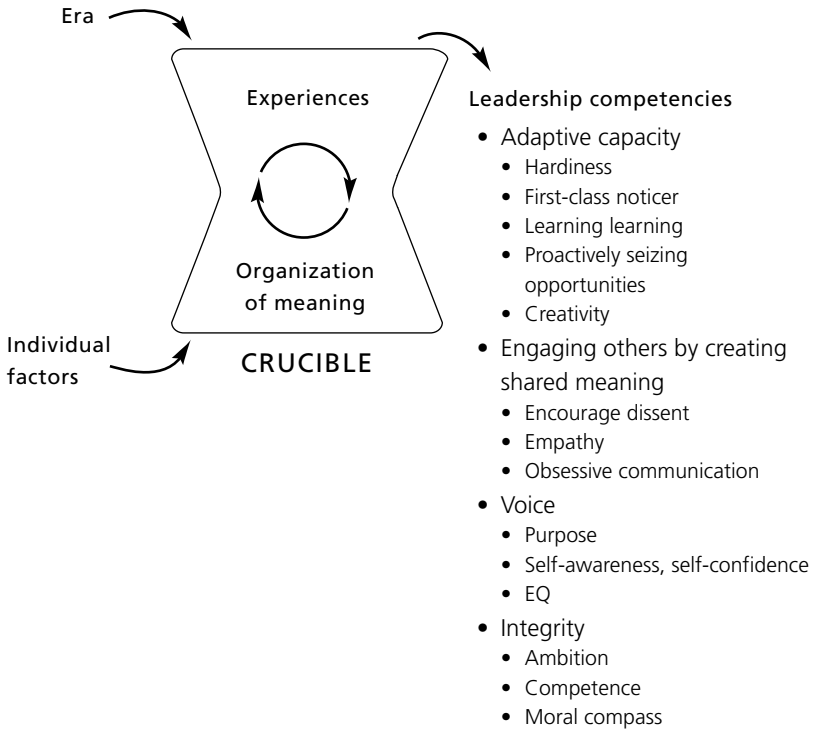 Era
Experiences
Organization
of meaning
Individual
factors
CRUCIBLE
Leadership competencies
• Adaptive capacity
• Hardiness
• First-class noticer
• Learning learning
• Proactively seizing
opportunities
• Creativity
• Engaging others by creating
shared meaning
• Encourage dissent
• Empathy
• Obsessive communication
• Voice
• Purpose
• Self-awareness, self-confidence
• EQ
• Integrity
• Ambition
• Competence
• Moral compass